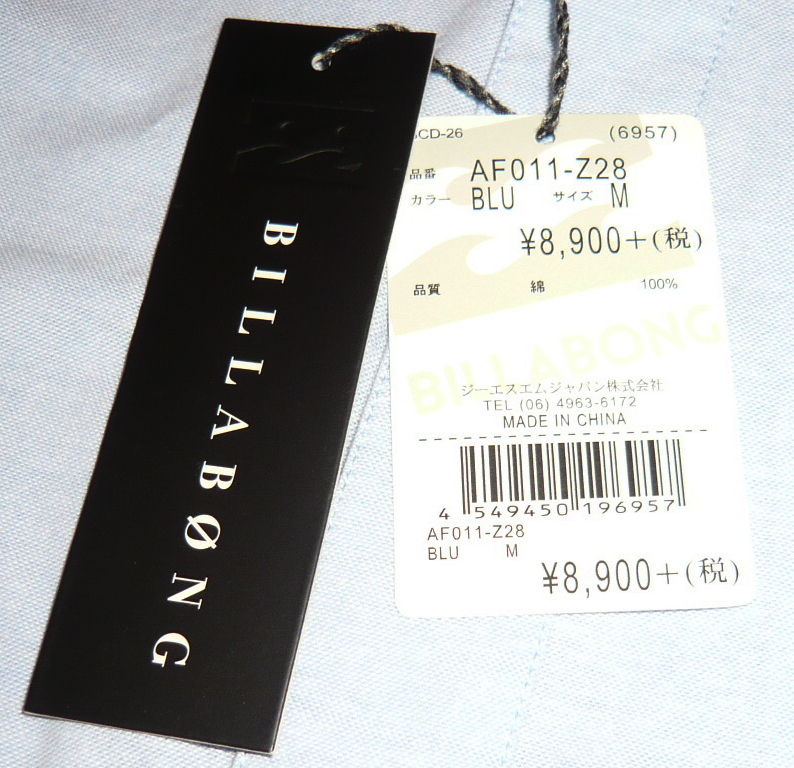 BILLABØNG
CD-26 (6957)
品番 AF011-Z28
カラー BLU サイズ M
¥8,900+(税)
品質 綿 100%
BILLABONG
ジーエスエムジャパン株式会社
TEL (06) 4963-6172
MADE IN CHINA
4 549450 196957
AF011-Z28
BLU M
¥8,900+(税)